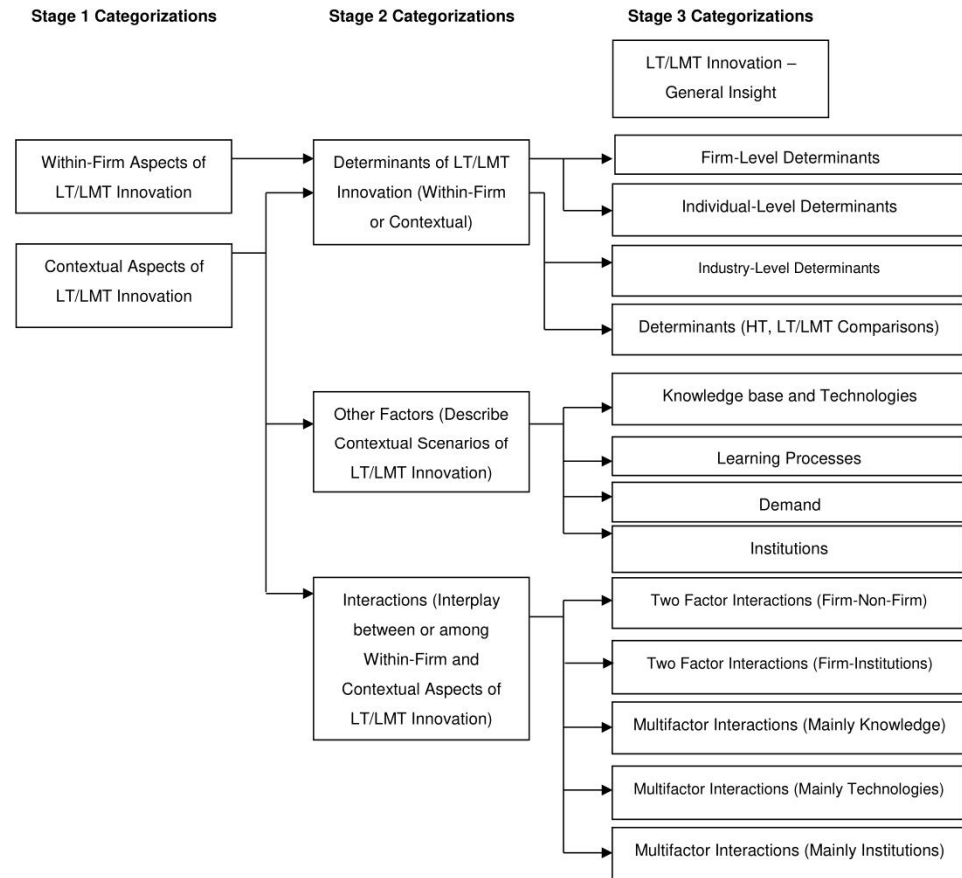 Stage 1 Categorizations
Stage 2 Categorizations
Stage 3 Categorizations
LT/LMT Innovation –
General Insight
Within-Firm Aspects of
LT/LMT Innovation
Contextual Aspects of
LT/LMT Innovation
Determinants of LT/LMT
Innovation (Within-Firm
or Contextual)
Firm-Level Determinants
Individual-Level Determinants
Industry-Level Determinants
Determinants (HT, LT/LMT Comparisons)
Other Factors (Describe
Contextual Scenarios of
LT/LMT Innovation)
Knowledge base and Technologies
Learning Processes
Demand
Institutions
Interactions (Interplay
between or among
Within-Firm and
Contextual Aspects of
LT/LMT Innovation)
Two Factor Interactions (Firm-Non-Firm)
Two Factor Interactions (Firm-Institutions)
Multifactor Interactions (Mainly Knowledge)
Multifactor Interactions (Mainly Technologies)
Multifactor Interactions (Mainly Institutions)